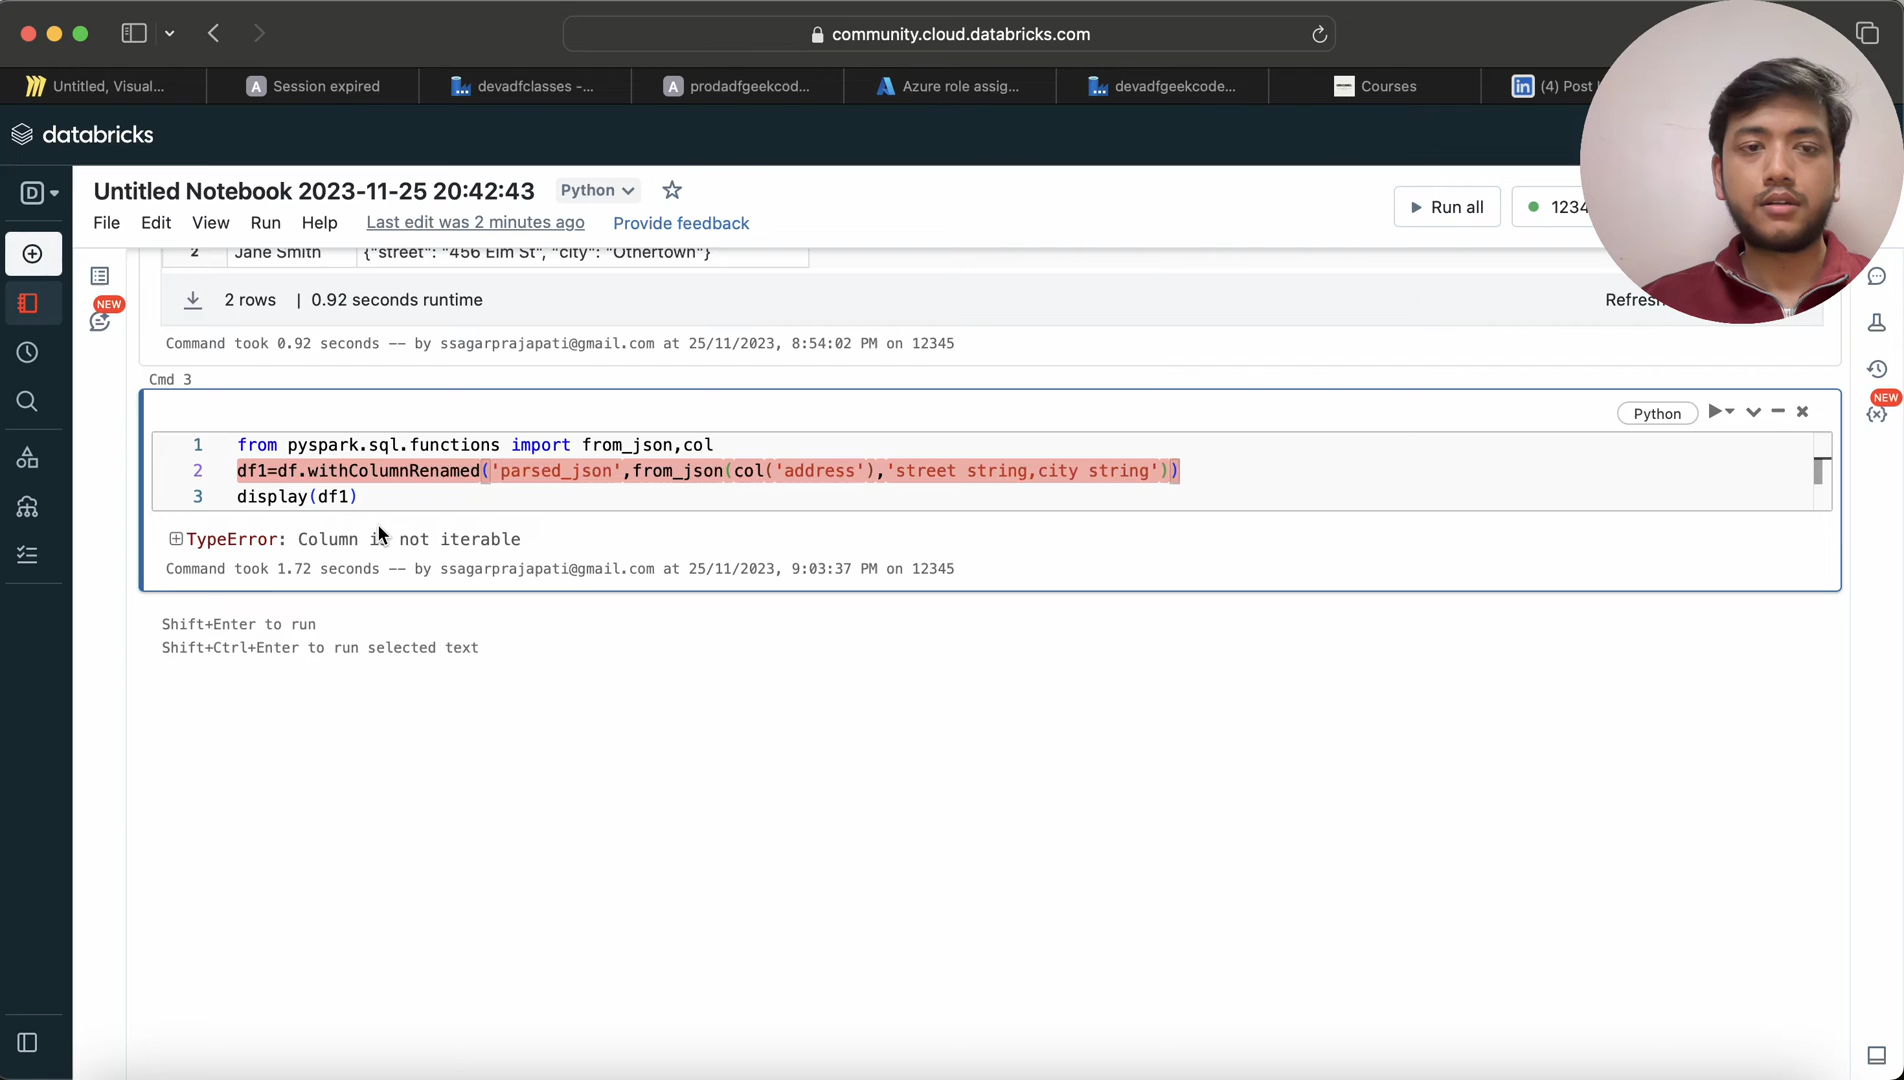 community.cloud.databricks.com
Untitled, Visual...
A Session expired
devadfclasses -...
A prodadfgeekcod...
Azure role assig...
devadfgeekcode...
Courses
in (4) Post
databricks
D
Untitled Notebook 2023-11-25 20:42:43 Python
Run all
1234
File Edit View Run Help Last edit was 2 minutes ago Provide feedback
2 Jane Smith {"street": "456 Elm St", "city": "Othertown"}
NEW
2 rows | 0.92 seconds runtime
Command took 0.92 seconds -- by ssagarprajapati@gmail.com at 25/11/2023, 8:54:02 PM on 12345
Cmd 3
NEW
Python
1 from pyspark.sql.functions import from_json,col
2 df1=df.withColumnRenamed('parsed_json',from_json(col('address'),'street string,city string'))
3 display(df1)
TypeError: Column is not iterable
Command took 1.72 seconds -- by ssagarprajapati@gmail.com at 25/11/2023, 9:03:37 PM on 12345
Shift+Enter to run
Shift+Ctrl+Enter to run selected text